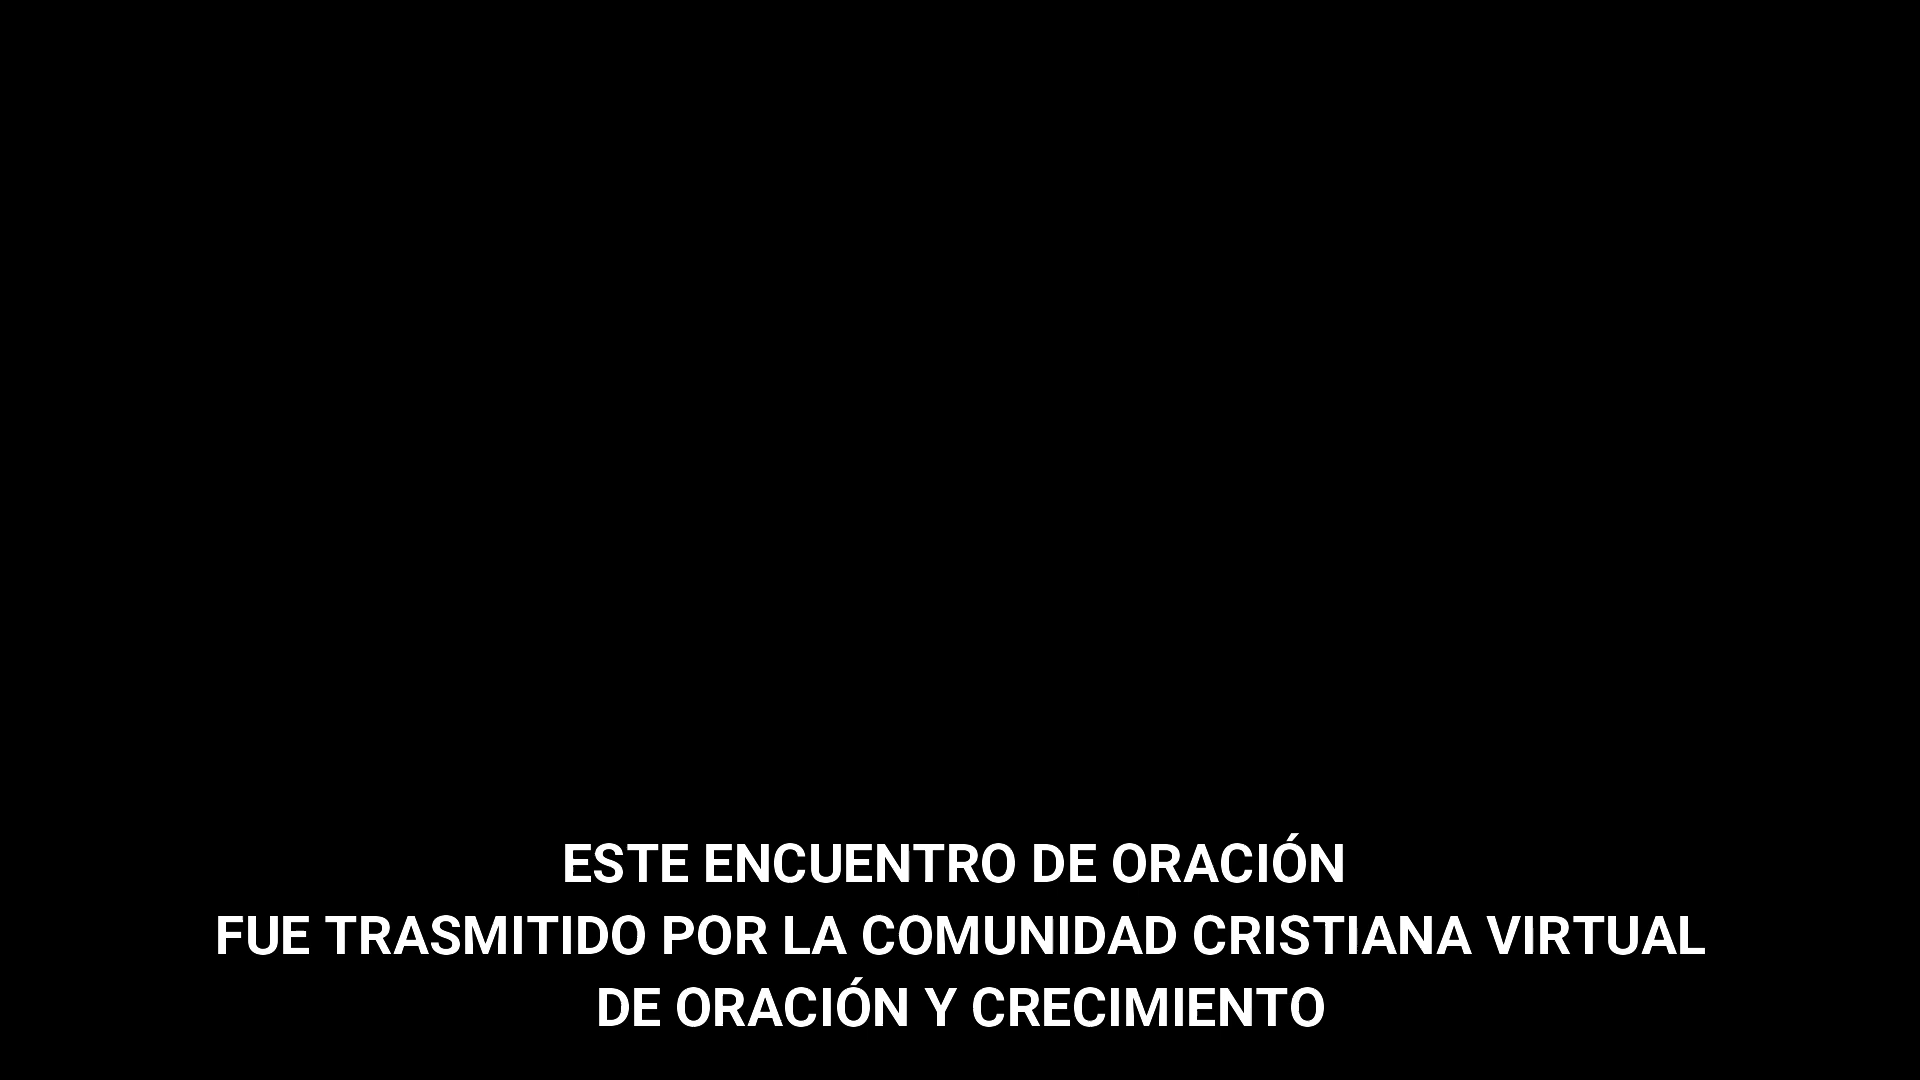 ESTE ENCUENTRO DE ORACIÓN
FUE TRASMITIDO POR LA COMUNIDAD CRISTIANA VIRTUAL
DE ORACIÓN Y CRECIMIENTO